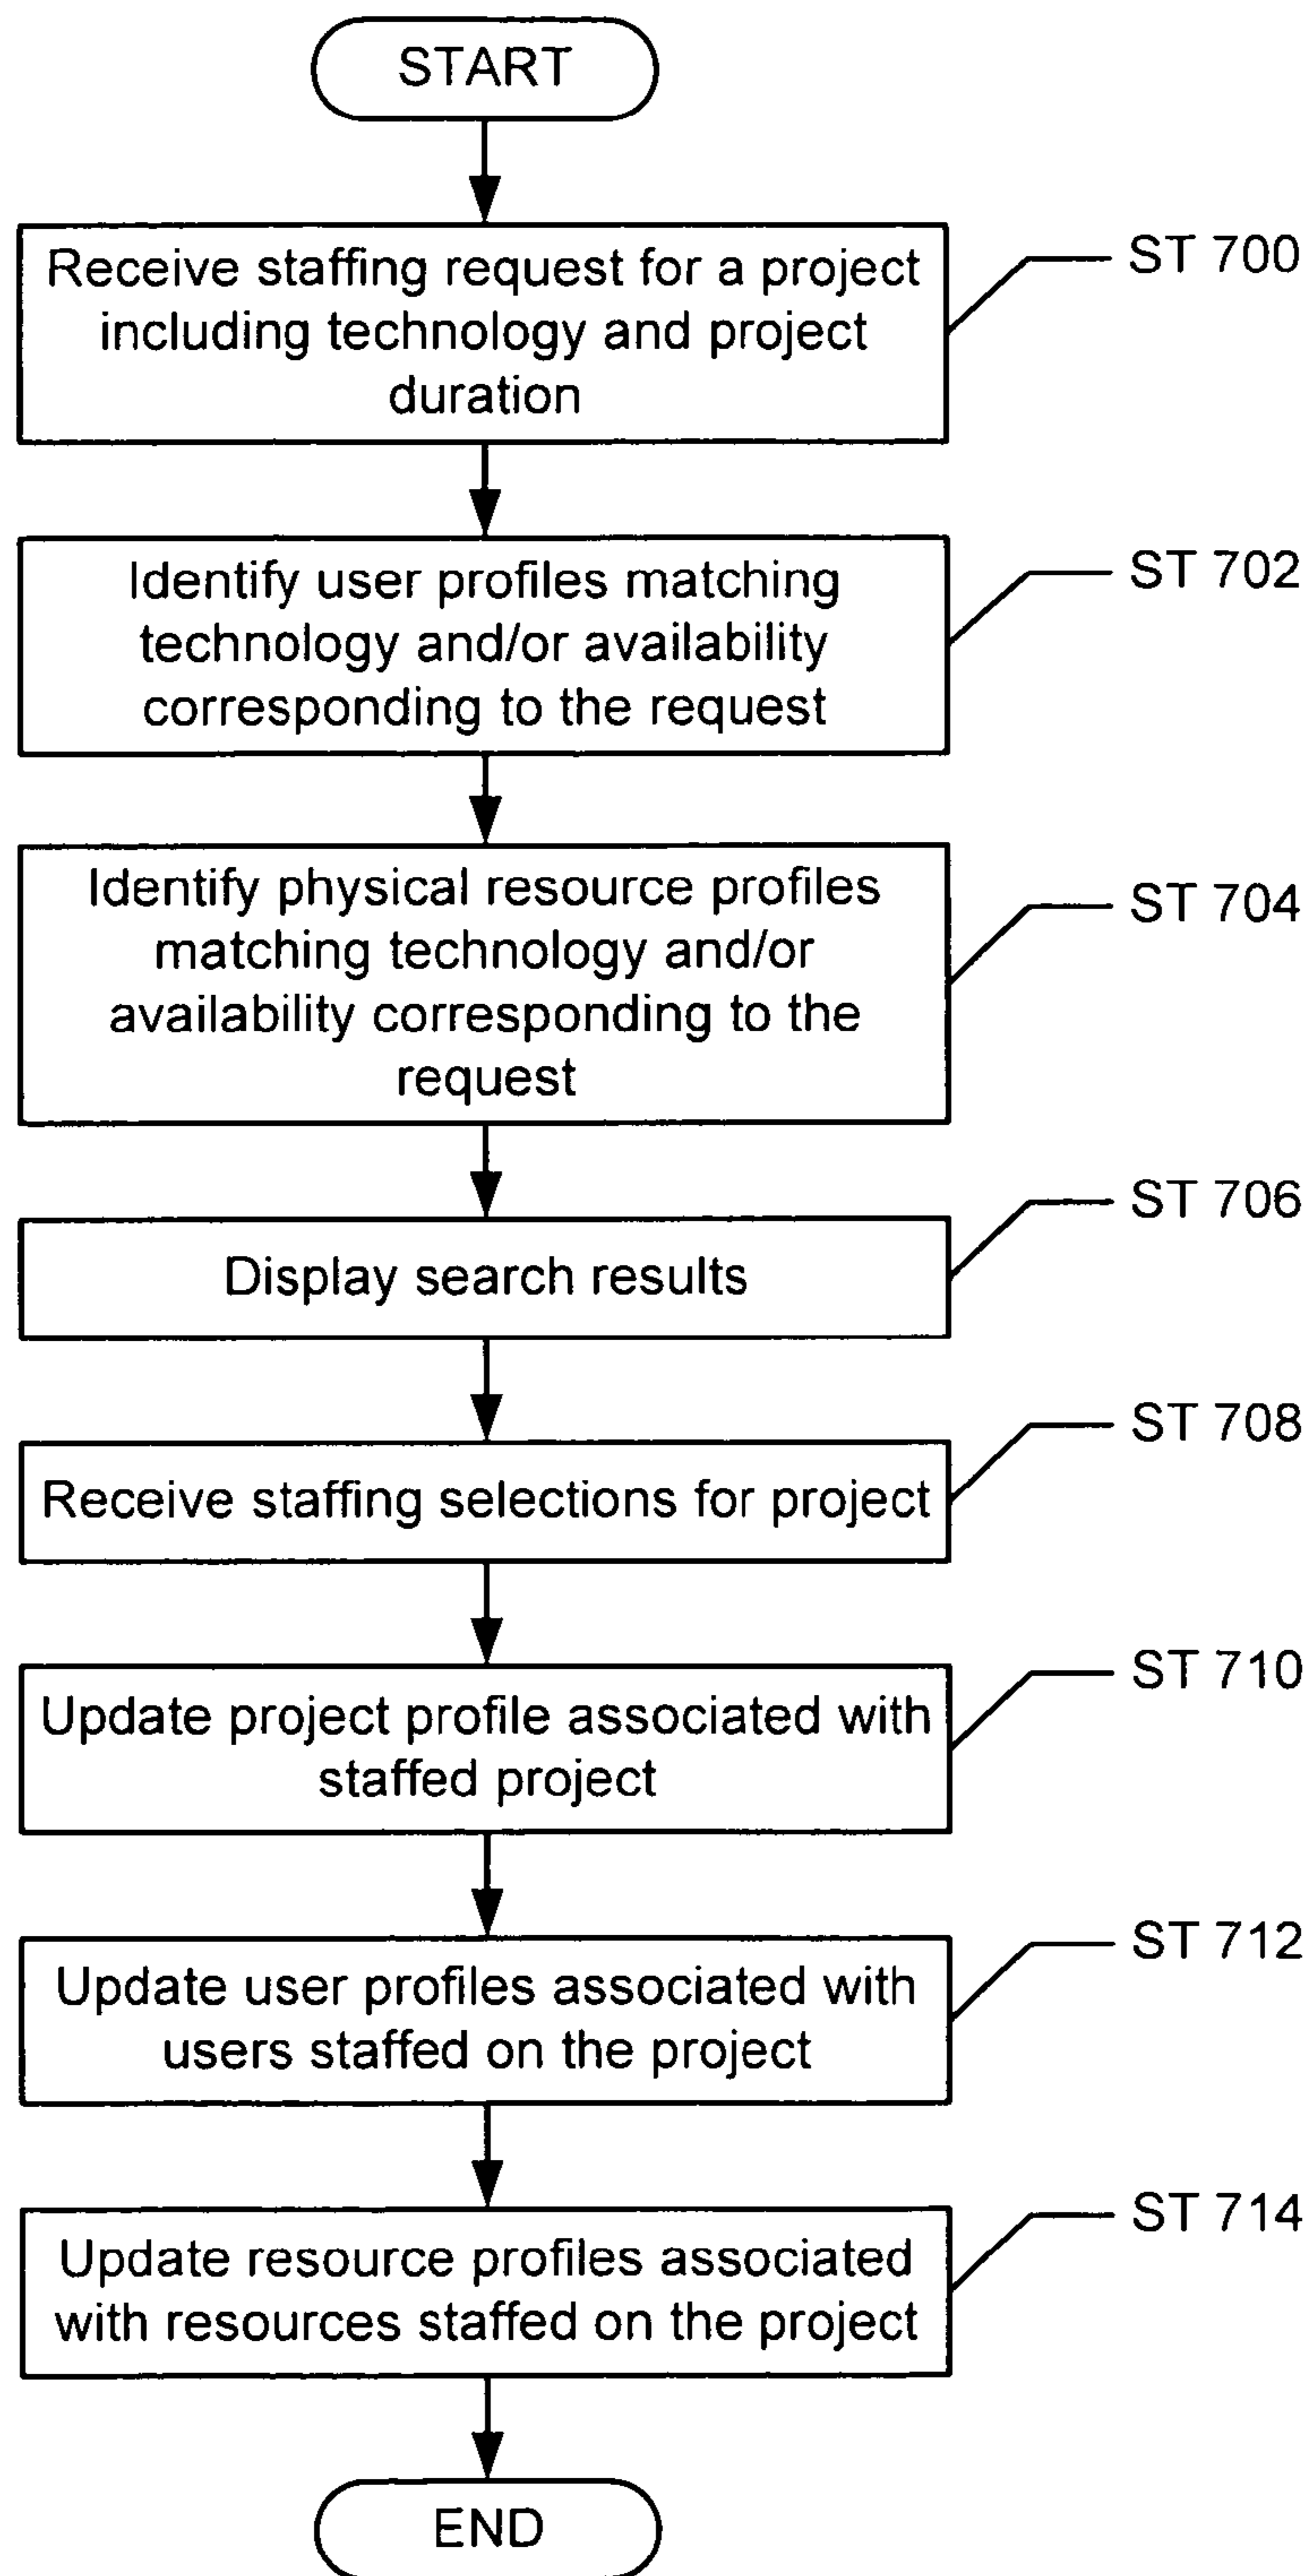 START
Receive staffing request for a project
including technology and project
duration
ST 700
Identify user profiles matching
technology and/or availability
corresponding to the request
ST 702
Identify physical resource profiles
matching technology and/or
availability corresponding to the
request
ST 704
Display search results
ST 706
Receive staffing selections for project
ST 708
Update project profile associated with
staffed project
ST 710
Update user profiles associated with
users staffed on the project
ST 712
Update resource profiles associated
with resources staffed on the project
ST 714
END